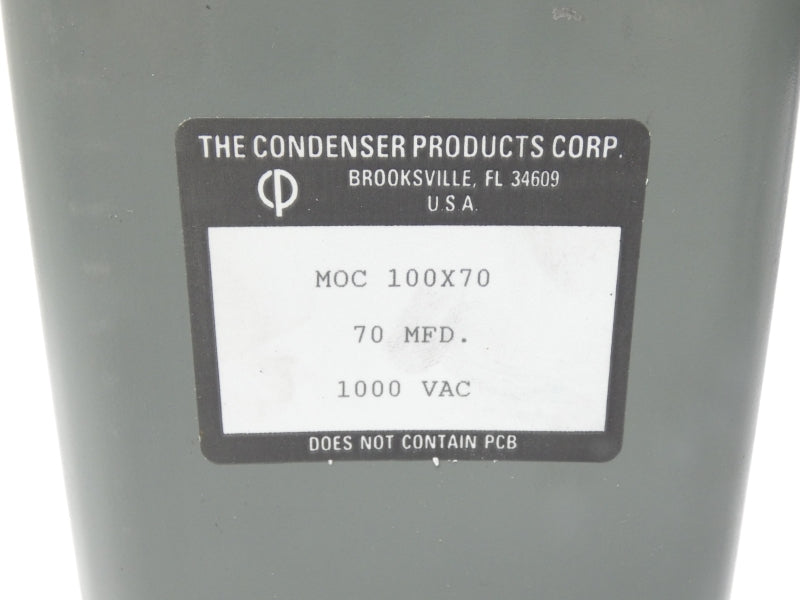 THE CONDENSER PRODUCTS CORP.
BROOKSVILLE, FL 34609
U.S.A.
MOC 100X70
70 MFD.
1000 VAC
DOES NOT CONTAIN PCB